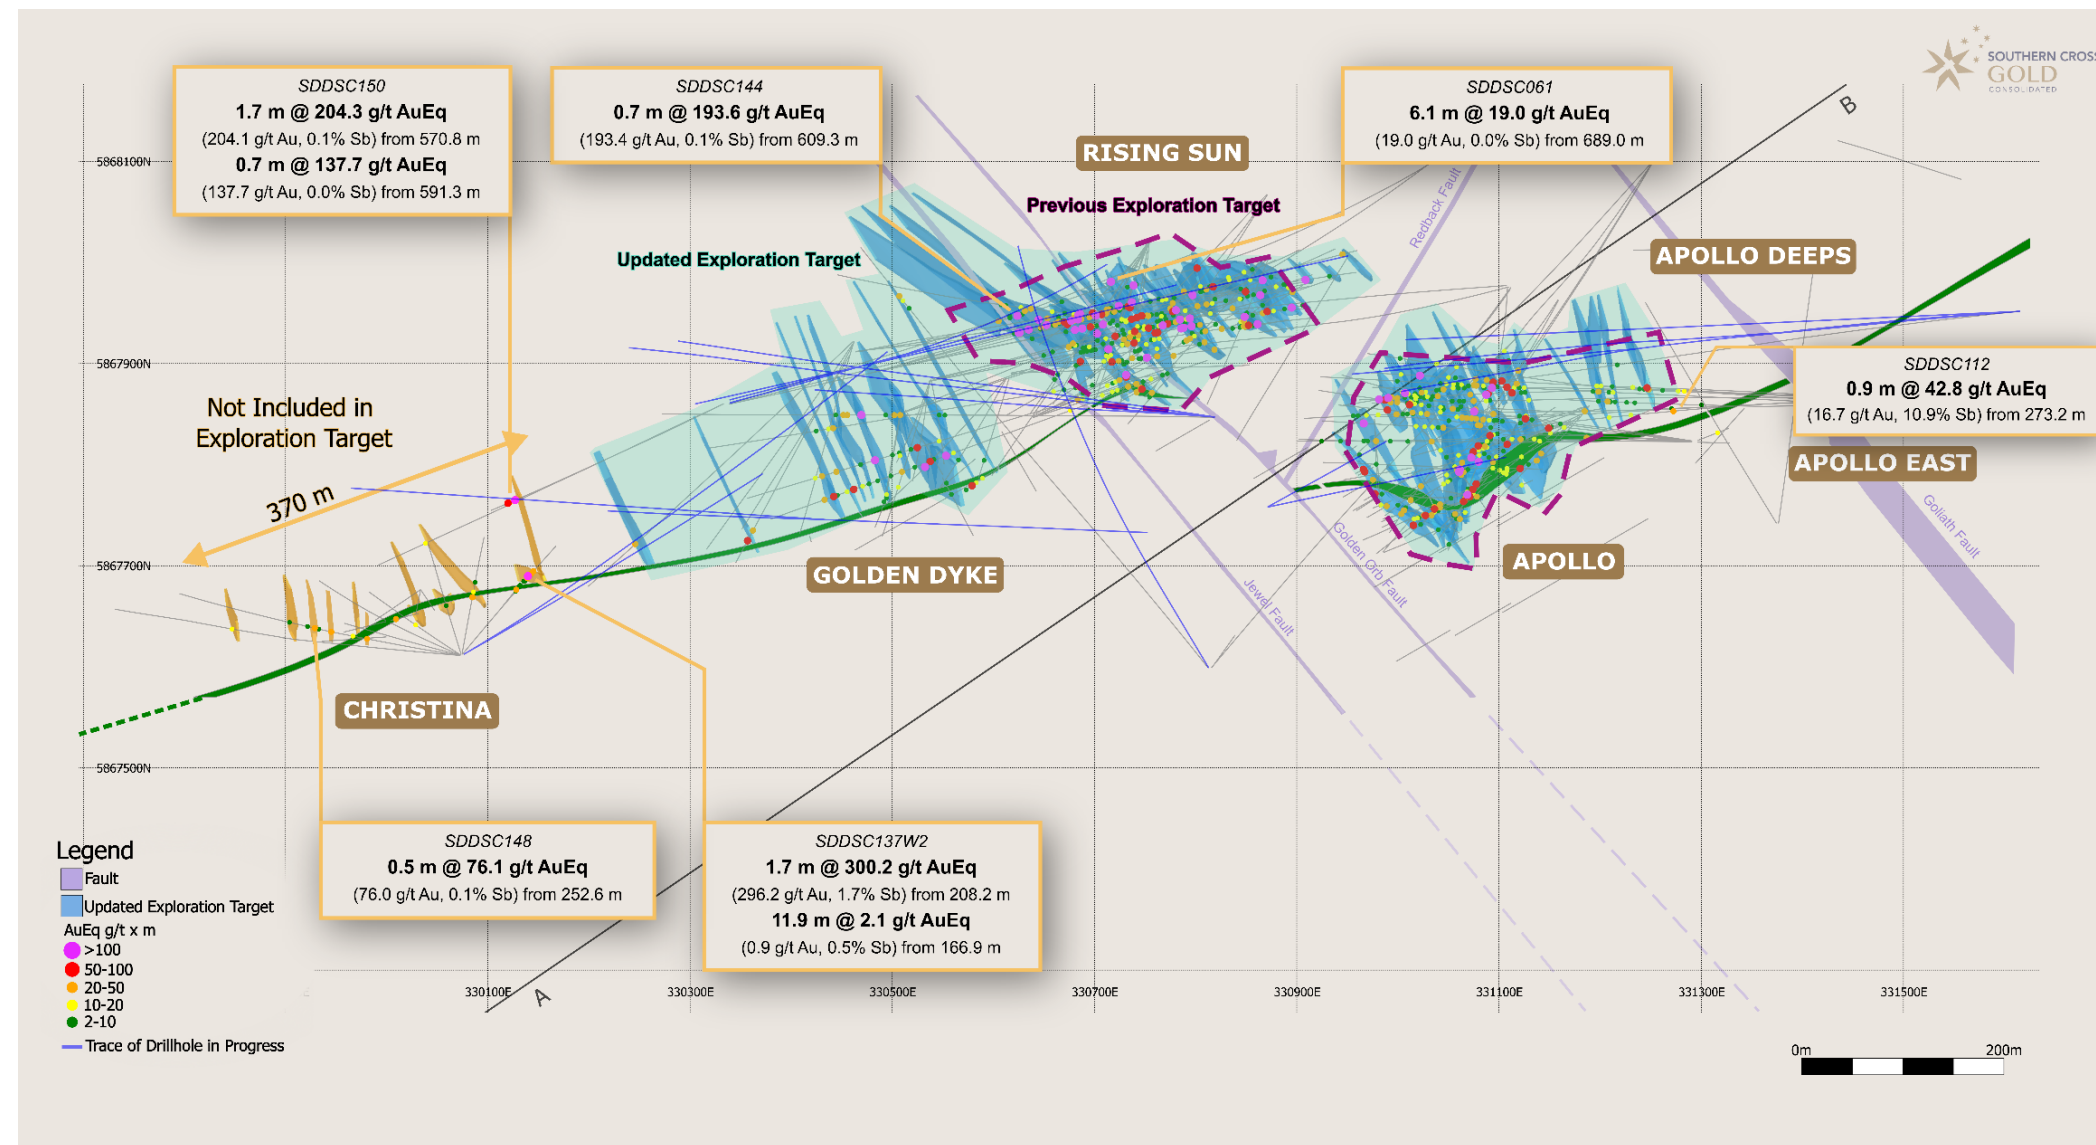 SOUTHERN CROSS
GOLD
CONSOLIDATED
SDDSC150
1.7 m @ 204.3 g/t AuEq
(204.1 g/t Au, 0.1% Sb) from 570.8 m
0.7 m @ 137.7 g/t AuEq
(137.7 g/t Au, 0.0% Sb) from 591.3 m
SDDSC144
0.7 m @ 193.6 g/t AuEq
(193.4 g/t Au, 0.1% Sb) from 609.3 m
SDDSC061
6.1 m @ 19.0 g/t AuEq
(19.0 g/t Au, 0.0% Sb) from 689.0 m
B
5868100N
RISING SUN
Previous Exploration Target
Redback Fault
Updated Exploration Target
APOLLO DEEPS
5867900N
SDDSC112
0.9 m @ 42.8 g/t AuEq
(16.7 g/t Au, 10.9% Sb) from 273.2 m
Not Included in
Exploration Target
370 m
APOLLO EAST
Goliath Fault
5867700N
GOLDEN DYKE
APOLLO
Golden Orb Fault
Jewel Fault
CHRISTINA
5867500N
SDDSC148
0.5 m @ 76.1 g/t AuEq
(76.0 g/t Au, 0.1% Sb) from 252.6 m
SDDSC137W2
1.7 m @ 300.2 g/t AuEq
(296.2 g/t Au, 1.7% Sb) from 208.2 m
11.9 m @ 2.1 g/t AuEq
(0.9 g/t Au, 0.5% Sb) from 166.9 m
Legend
Fault
Updated Exploration Target
AuEq g/t x m
>100
50-100
20-50
10-20
2-10
Trace of Drillhole in Progress
A
330100E
330300E
330500E
330700E
330900E
331100E
331300E
331500E
0m
200m